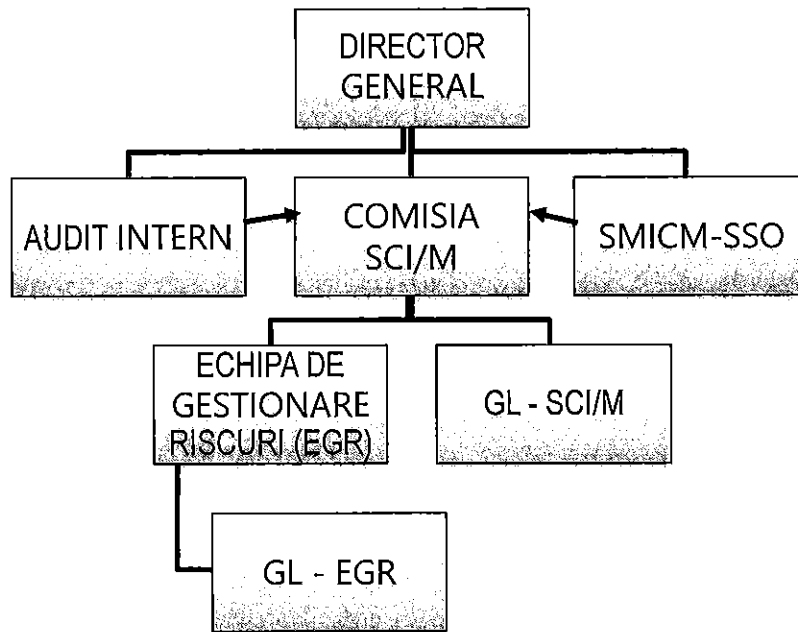 DIRECTOR
GENERAL
AUDIT INTERN
COMISIA
SCI/M
SMICM-SSO
ECHIPA DE
GESTIONARE
RISCURI (EGR)
GL - SCI/M
GL - EGR